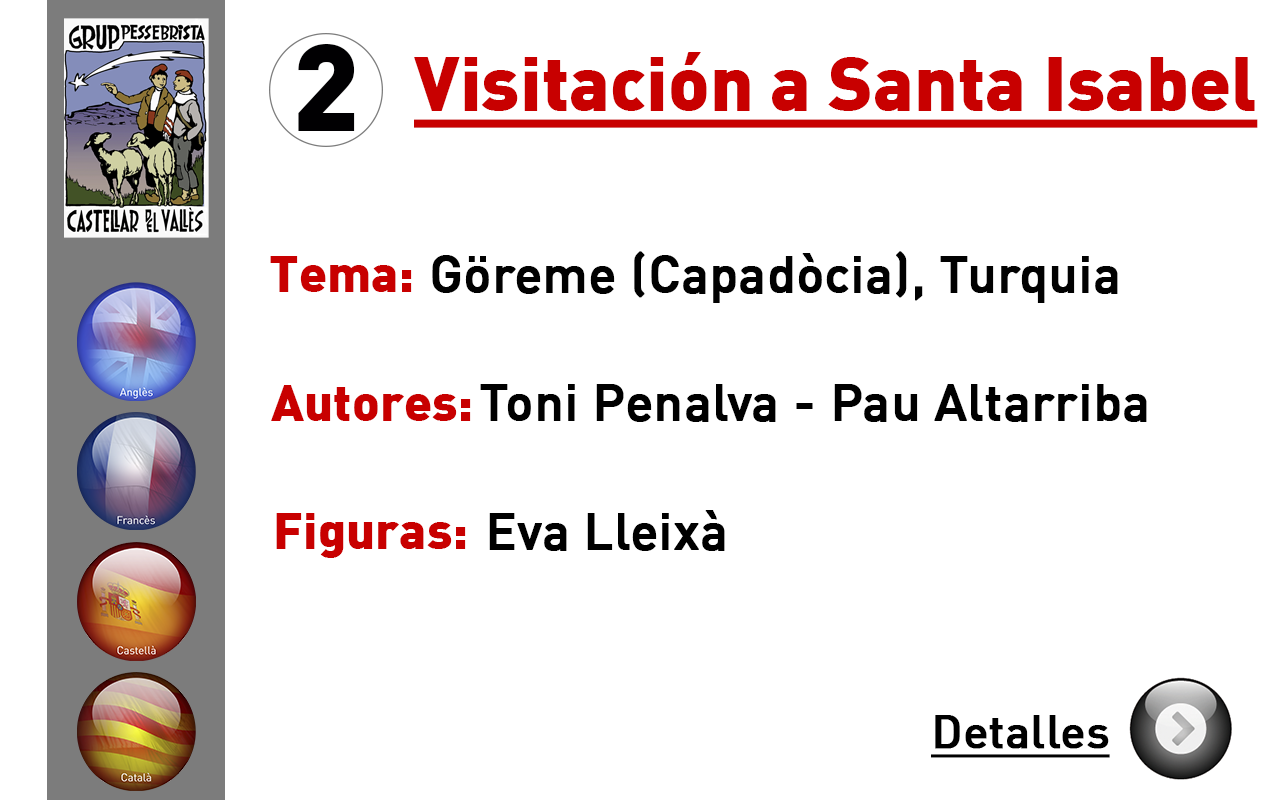 GRUP PESSEBRISTA
CASTELLAR DEL VALLÈS
Anglès
Francès
Castellà
Català
2 Visitación a Santa Isabel
Tema: Göreme (Capadòcia), Turquia
Autores: Toni Penalva - Pau Altarriba
Figuras: Eva Lleixà
Detalles